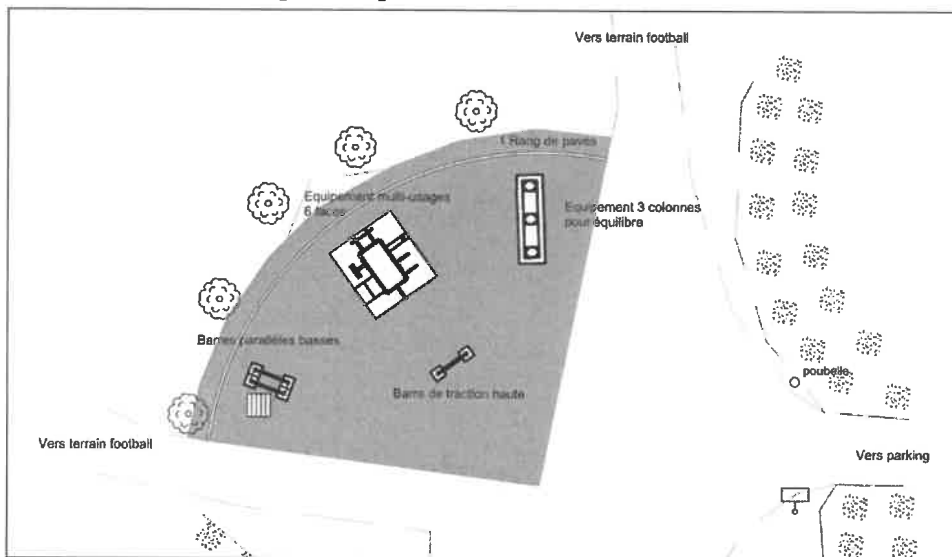 Vers terrain football
1 Rang de pavés
Equipement multi-usages
6 faces
Equipement 3 colonnes
pour équilibre
Barres parallèles basses
poubelle
Barre de traction haute
Vers terrain football
Vers parking